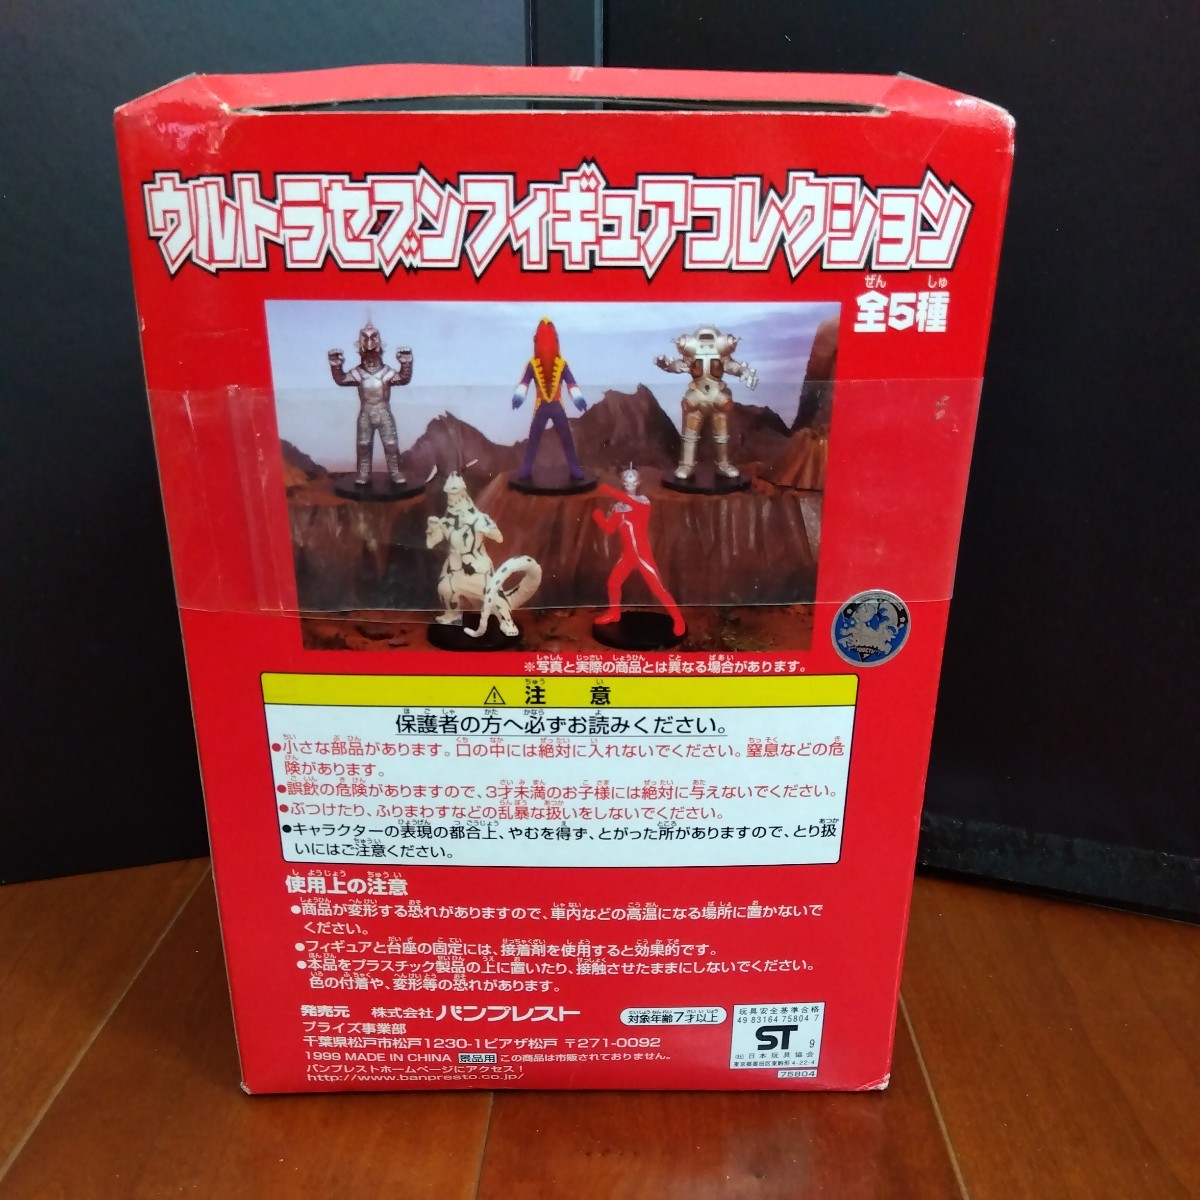 ウルトラセブンフィギュアコレクション
全5種
※写真と実際の商品とは異なる場合があります。
⚠ 注意
保護者の方へ必ずお読みください。
●小さな部品があります。口の中には絶対に入れないでください。窒息などの危
険があります。
●誤飲の危険がありますので、3才未満のお子様には絶対に与えないでください。
●ぶつけたり、ふりまわすなどの乱暴な扱いをしないでください。
●キャラクターの表現の都合上、やむを得ず、とがった所がありますので、とり扱
いにはご注意ください。
使用上の注意
●商品が変形する恐れがありますので、車内などの高温になる場所に置かないで
ください。
●フィギュアと台座の固定には、接着剤を使用すると効果的です。
●本品をプラスチック製品の上に置いたり、接触させたままにしないでください。
色の付着や、変形等の恐れがあります。
発売元 株式会社 バンプレスト
プライズ事業部
千葉県松戸市松戸1230-1ピアザ松戸 〒271-0092
1999 MADE IN CHINA 景品用 この商品は市販されておりません。
バンプレストホームページにアクセス!
http://www.banpresto.co.jp/
対象年齢7才以上
玩具安全基準合格
49 83164 75804 7
ST 9
(社)日本玩具協会
東京都墨田区東駒形4-22-4
75804